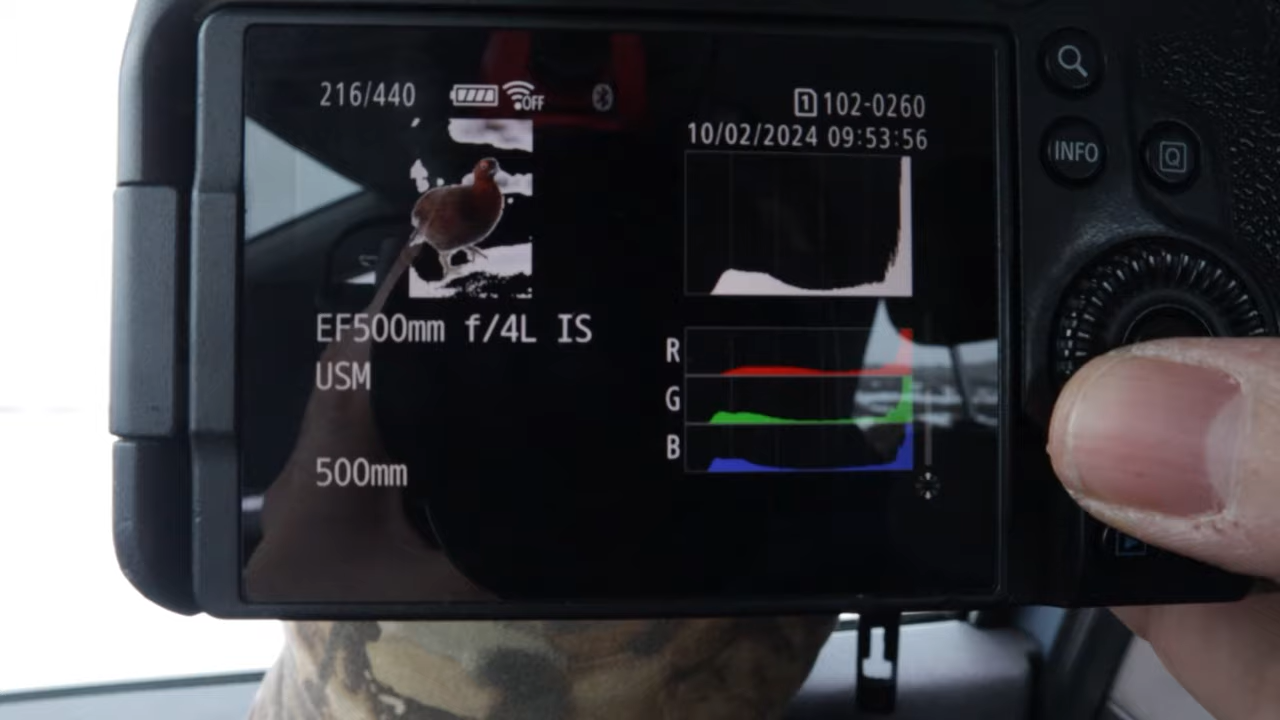 216/440
OFF
1 102-0260
10/02/2024 09:53:56
EF500mm f/4L IS
USM
500mm
R
G
B
INFO
Q